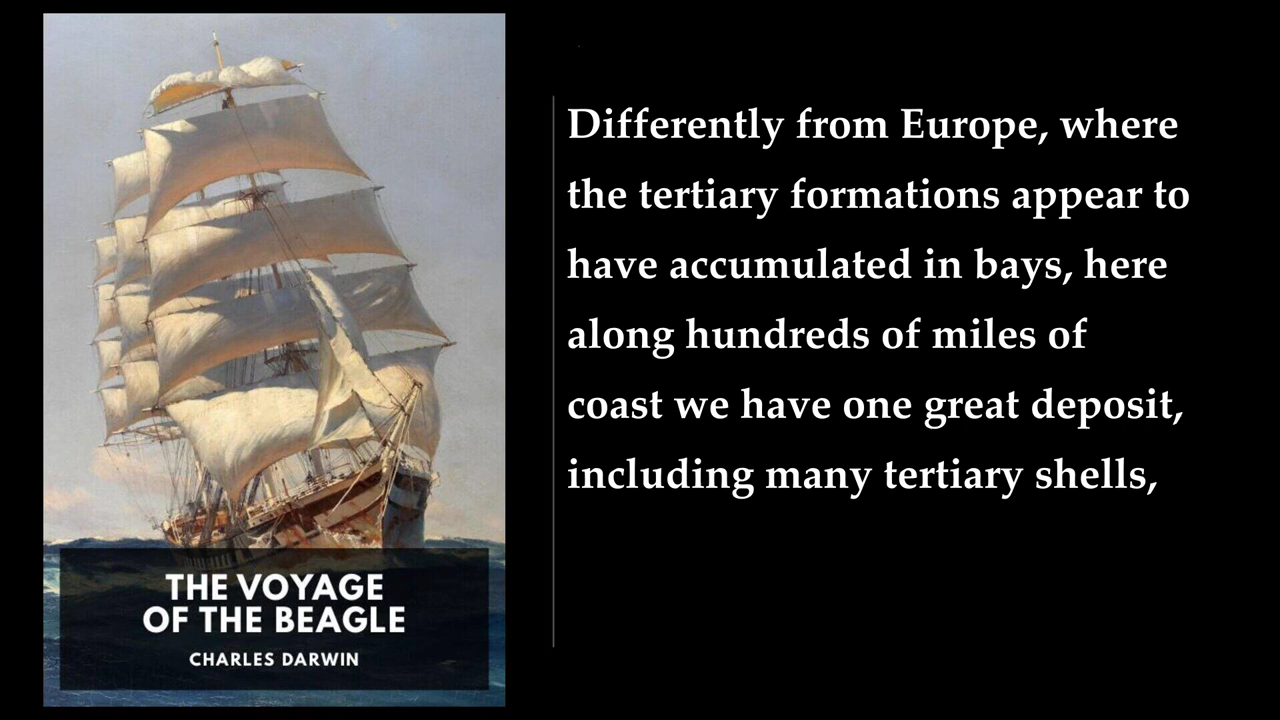 THE VOYAGE
OF THE BEAGLE
CHARLES DARWIN
Differently from Europe, where
the tertiary formations appear to
have accumulated in bays, here
along hundreds of miles of
coast we have one great deposit,
including many tertiary shells,